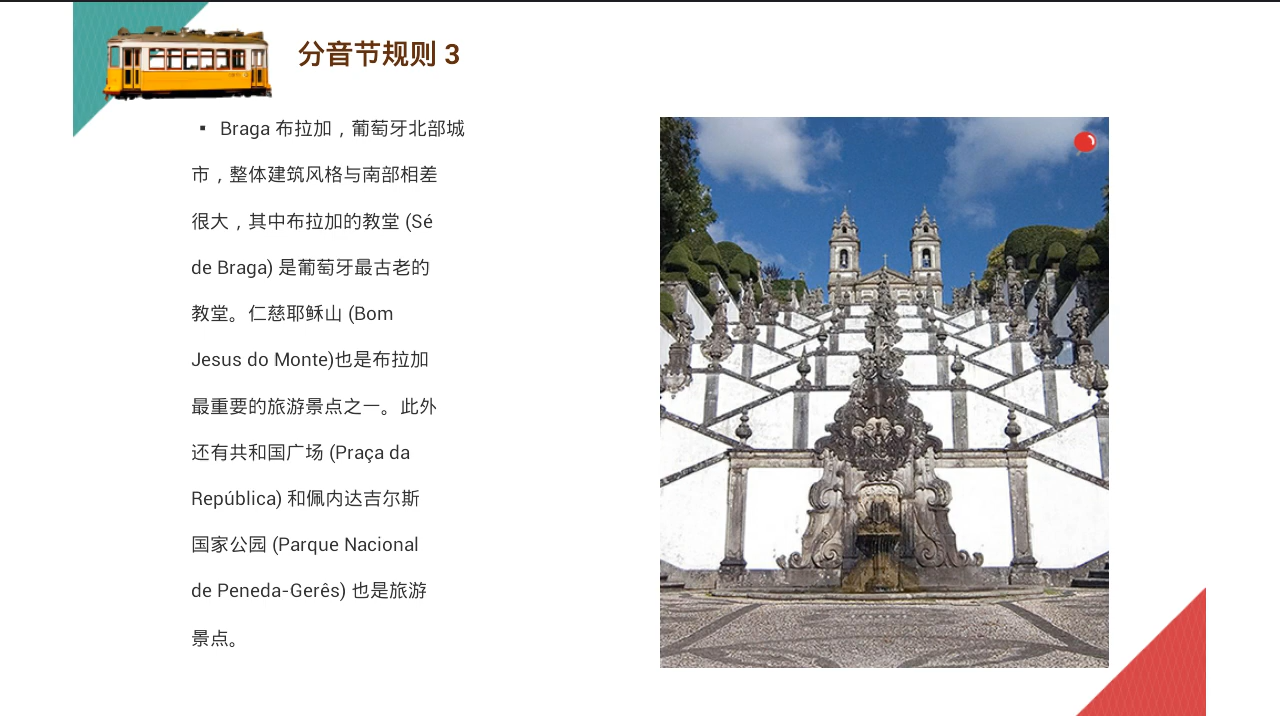 分音节规则 3
▪ Braga 布拉加，葡萄牙北部城
市，整体建筑风格与南部相差
很大，其中布拉加的教堂 (Sé
de Braga) 是葡萄牙最古老的
教堂。仁慈耶稣山 (Bom
Jesus do Monte)也是布拉加
最重要的旅游景点之一。此外
还有共和国广场 (Praça da
República) 和佩内达吉尔斯
国家公园 (Parque Nacional
de Peneda-Gerês) 也是旅游
景点。